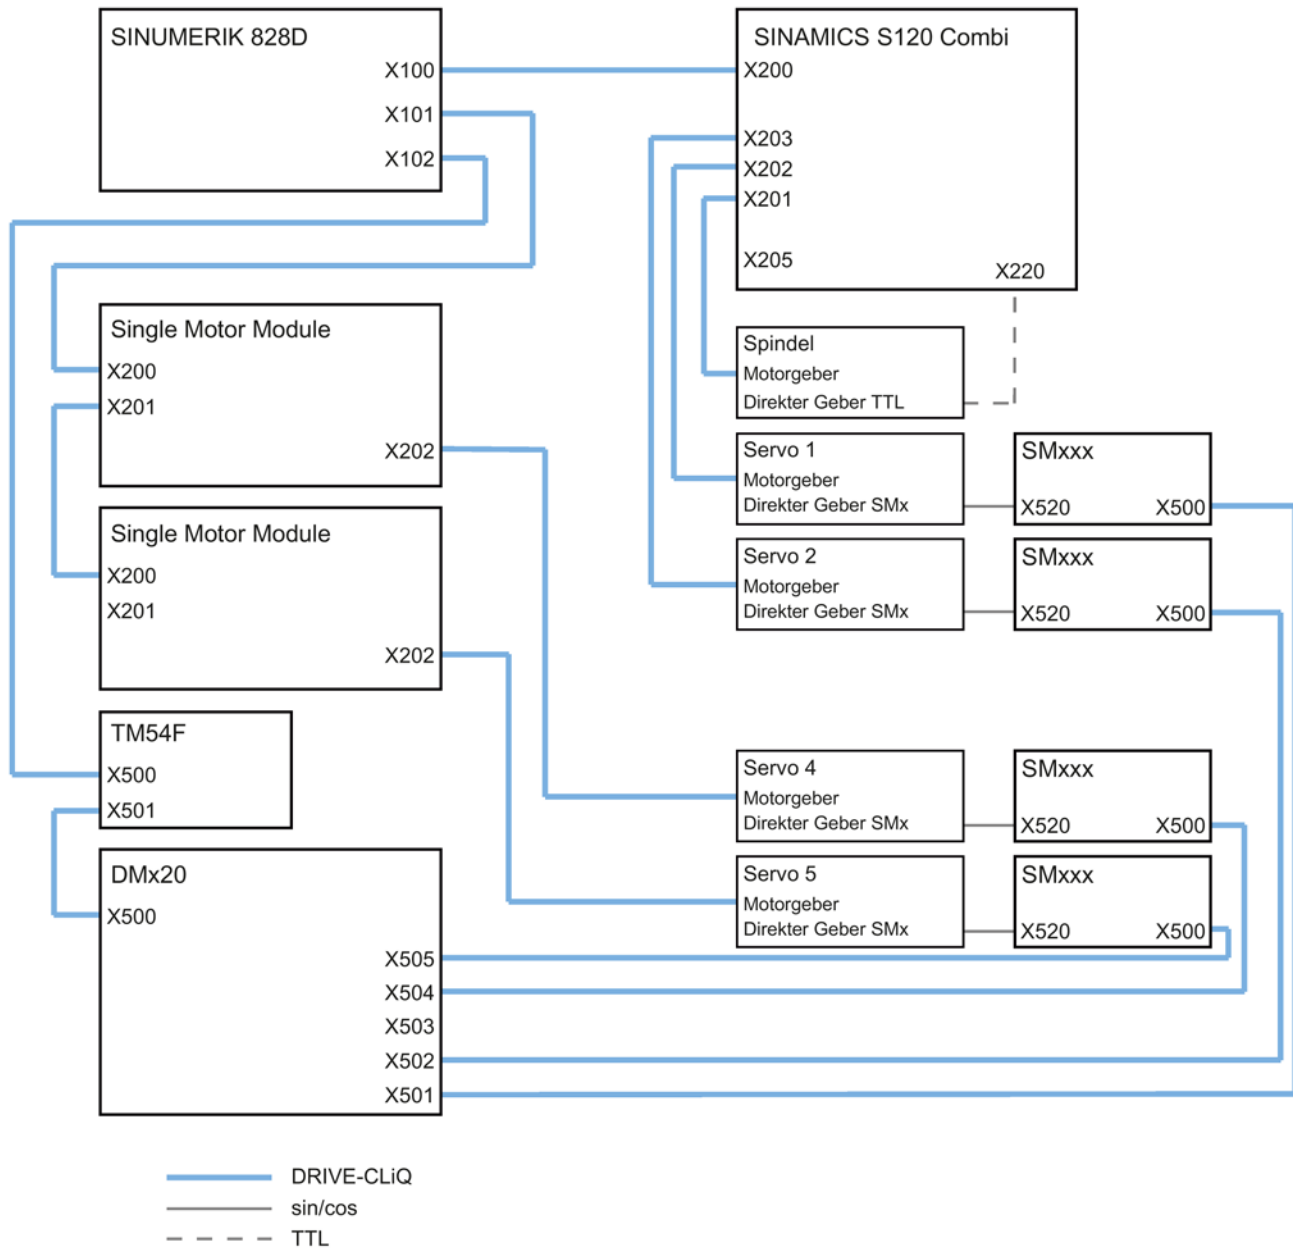 SINUMERIK 828D
X100
X101
X102
SINAMICS S120 Combi
X200
X203
X202
X201
X205
X220
Single Motor Module
X200
X201
X202
Single Motor Module
X200
X201
X202
TM54F
X500
X501
DMx20
X500
X505
X504
X503
X502
X501
Spindel
Motorgeber
Direkter Geber TTL
Servo 1
Motorgeber
Direkter Geber SMx
SMxxx
X520 X500
Servo 2
Motorgeber
Direkter Geber SMx
SMxxx
X520 X500
Servo 4
Motorgeber
Direkter Geber SMx
SMxxx
X520 X500
Servo 5
Motorgeber
Direkter Geber SMx
SMxxx
X520 X500
DRIVE-CLiQ
sin/cos
TTL